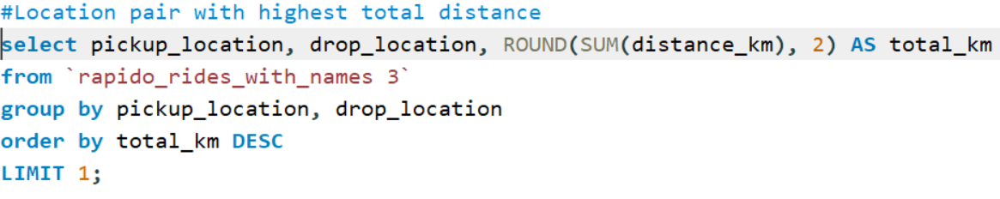 #Location pair with highest total distance
select pickup_location, drop_location, ROUND(SUM(distance_km), 2) AS total_km
from `rapido_rides_with_names 3`
group by pickup_location, drop_location
order by total_km DESC
LIMIT 1;